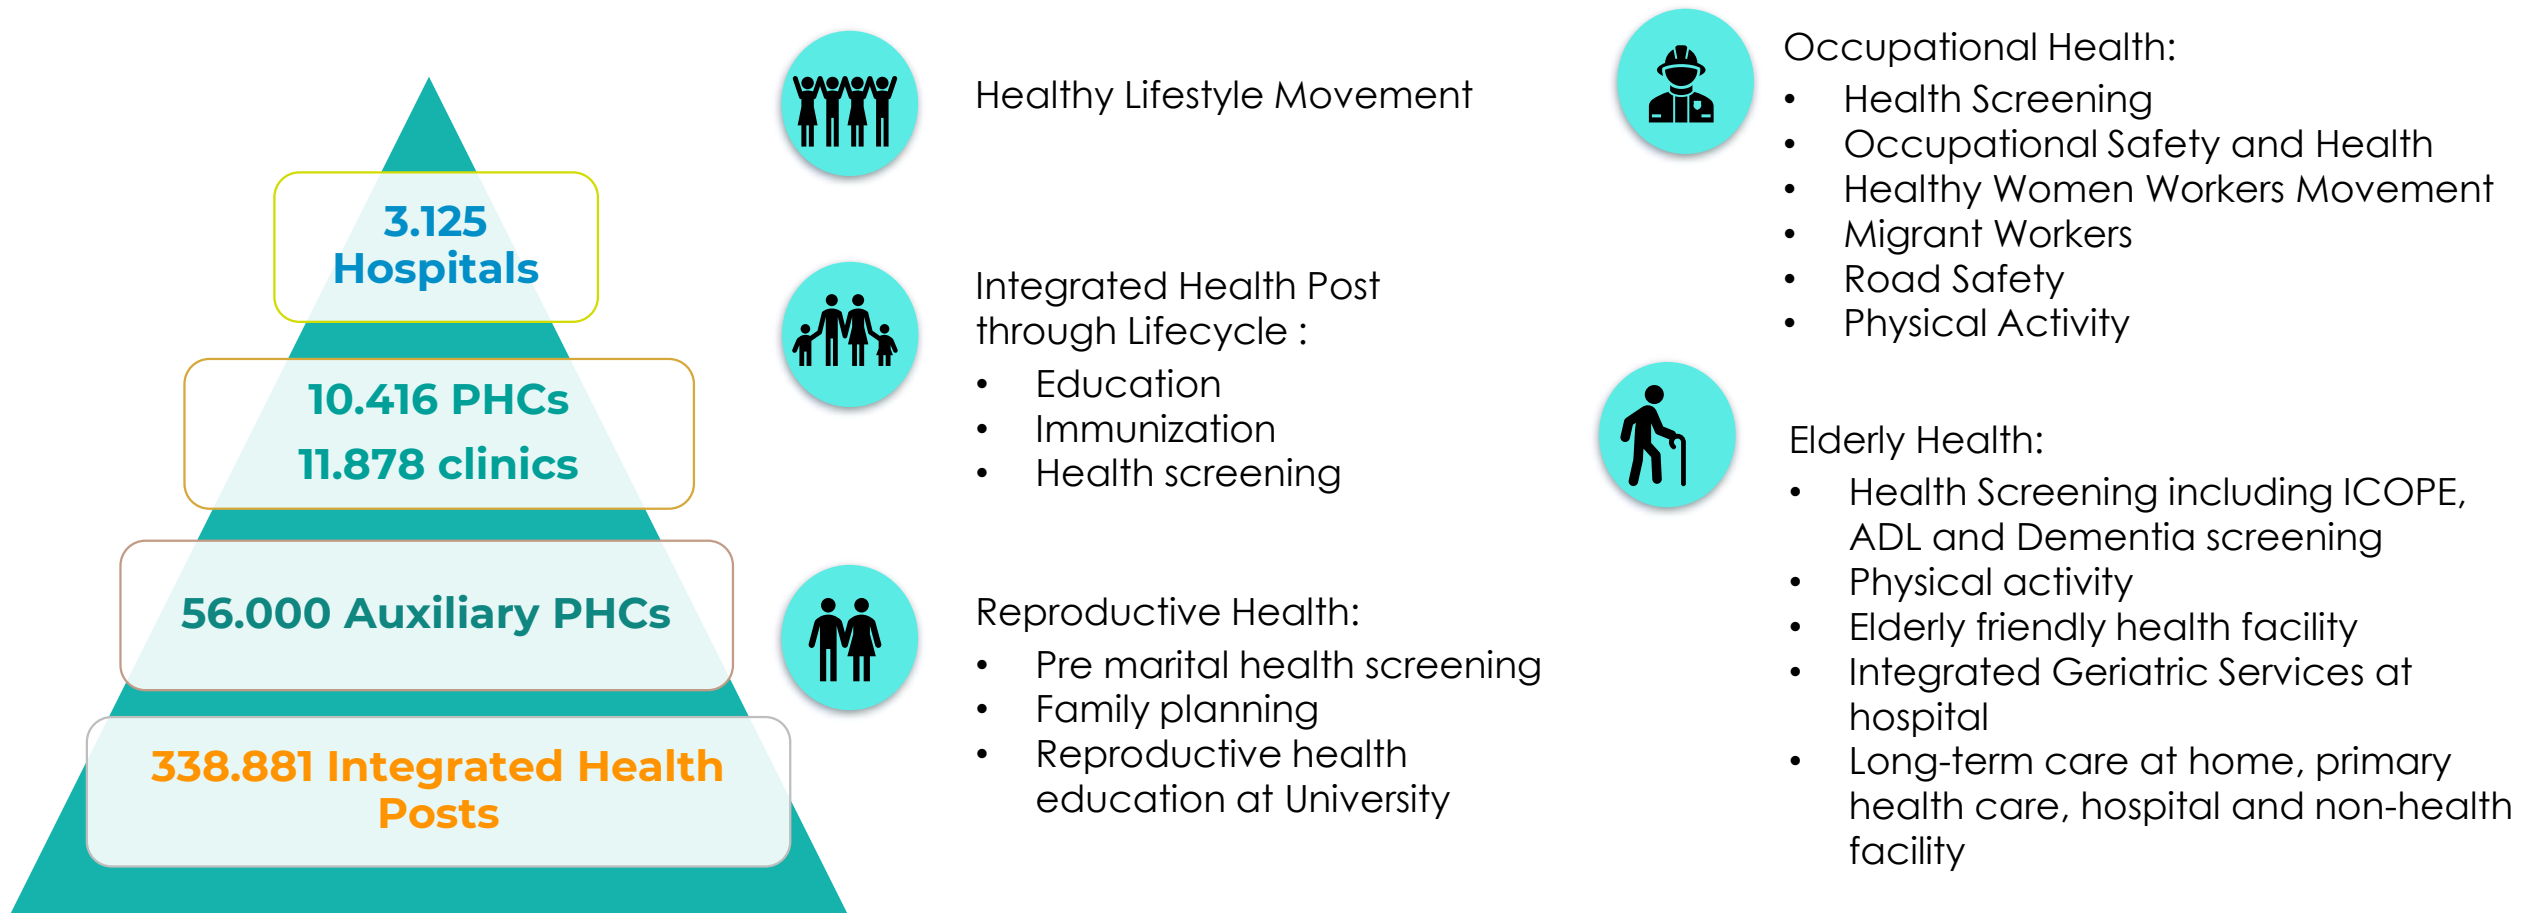 3.125
Hospitals
10.416 PHCs
11.878 clinics
56.000 Auxiliary PHCs
338.881 Integrated Health
Posts
Healthy Lifestyle Movement
Integrated Health Post
through Lifecycle :
• Education
• Immunization
• Health screening
Reproductive Health:
• Pre marital health screening
• Family planning
• Reproductive health
education at University
Occupational Health:
• Health Screening
• Occupational Safety and Health
• Healthy Women Workers Movement
• Migrant Workers
• Road Safety
• Physical Activity
Elderly Health:
• Health Screening including ICOPE,
ADL and Dementia screening
• Physical activity
• Elderly friendly health facility
• Integrated Geriatric Services at
hospital
• Long-term care at home, primary
health care, hospital and non-health
facility